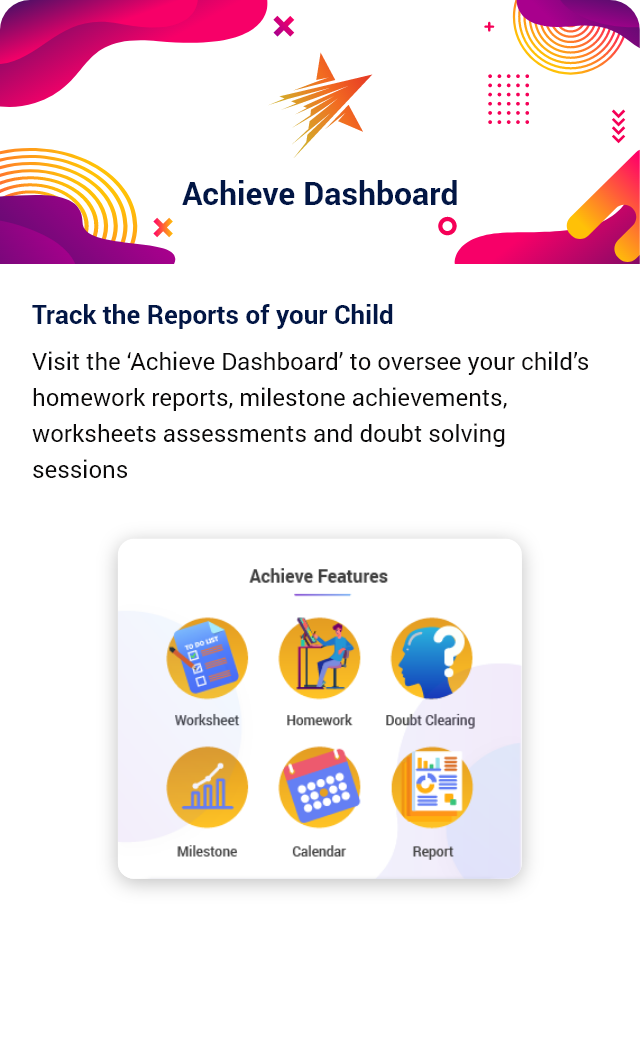 Achieve Dashboard
Track the Reports of your Child
Visit the ‘Achieve Dashboard’ to oversee your child’s
homework reports, milestone achievements,
worksheets assessments and doubt solving
sessions
Achieve Features
TO DO LIST
Worksheet
Homework
Doubt Clearing
Milestone
Calendar
Report